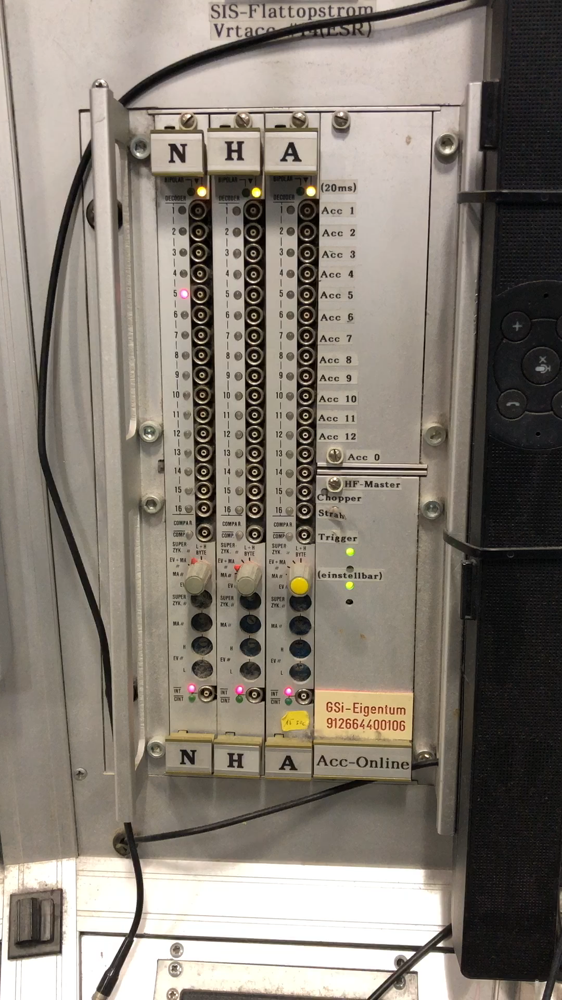 SIS-Flattopstrom
Vrtacc #14(ESR)
N H A
BIPOLAR BIPOLAR BIPOLAR
(20ms)
DECODER DECODER DECODER
1 1 1 Acc 1
2 2 2 Acc 2
3 3 3 Acc 3
4 4 4 Acc 4
5 5 5 Acc 5
6 6 6 Acc 6
7 7 7 Acc 7
8 8 8 Acc 8
9 9 9 Acc 9
10 10 10 Acc 10
11 11 11 Acc 11
12 12 12 Acc 12
13 13 13 Acc 0
14 14 14 HF-Master
15 15 15 Chopper
16 16 16 Strah
COMPAR. COMPAR. COMPAR.
COMP COMP COMP Trigger
SUPER- L+H SUPER- L+H SUPER- L+H
ZYK. # BYTE ZYK. # BYTE ZYK. # BYTE
EV+MA EV+MA EV+MA
# # #
MA# MA# MA# (einstellbar)
EV EV EV
SUPER SUPER SUPER
ZYK.# ZYK.# ZYK.#
MA# MA# MA#
H H H
EV# EV# EV#
L L L
INT INT INT
CINT CINT CINT
GSi-Eigentum
912664400106
15 sec
N H A Acc-Online